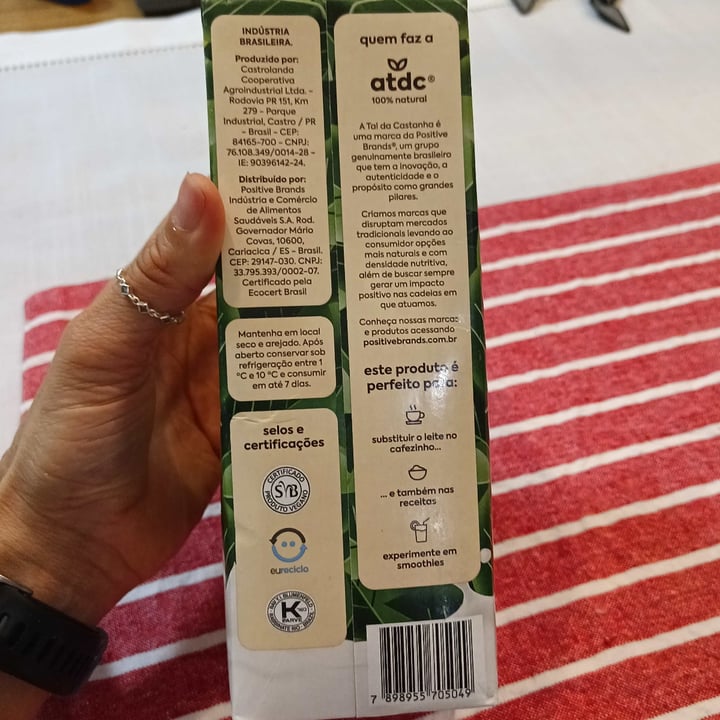 INDÚSTRIA
BRASILEIRA.
Produzido por:
Castrolanda
Cooperativa
Agroindustrial Ltda. –
Rodovia PR 151, Km
279 – Parque
Industrial, Castro / PR
– Brasil – CEP:
84165-700 – CNPJ:
76.108.349/0014-28 –
IE: 90396142-24.
Distribuído por:
Positive Brands
Indústria e Comércio
de Alimentos
Saudáveis S.A. Rod.
Governador Mário
Covas, 10600,
Cariacica / ES – Brasil.
CEP: 29147-030. CNPJ:
33.795.393/0002-07.
Certificado pela
Ecocert Brasil
Mantenha em local
seco e arejado. Após
aberto conservar sob
refrigeração entre 1
ºC e 10 ºC e consumir
em até 7 dias.
selos e
certificações
CERTIFICADO
SVB
PRODUTO VEGANO
eureciclo
RAV Y.I. BLUMENFELD
K
PARVE
RABBINATE RIO - BRAZIL
quem faz a
atdc®
100% natural
A Tal da Castanha é
uma marca da Positive
Brands®, um grupo
genuinamente brasileiro
que tem a inovação, a
autenticidade e o
propósito como grandes
pilares.
Criamos marcas que
disruptam mercados
tradicionais levando ao
consumidor opções
mais naturais e com
densidade nutritiva,
além de buscar sempre
gerar um impacto
positivo nas cadeias em
que atuamos.
Conheça nossas marcas
e produtos acessando
positivebrands.com.br
este produto é
perfeito para:
substituir o leite no
cafezinho...
... e também nas
receitas
experimente em
smoothies
7 898955 705049